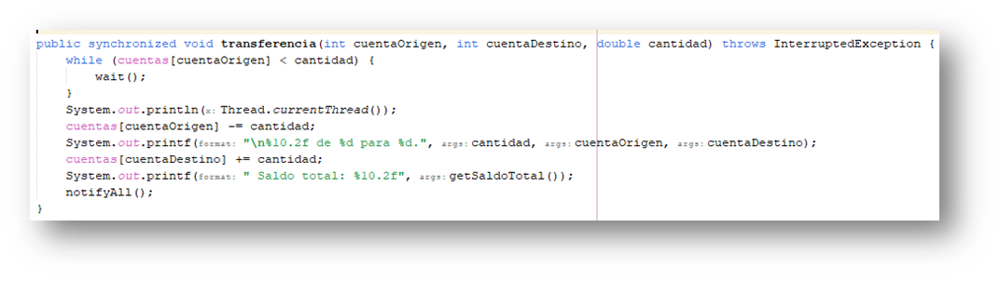 public synchronized void transferencia(int cuentaOrigen, int cuentaDestino, double cantidad) throws InterruptedException {
while (cuentas[cuentaOrigen] < cantidad) {
wait();
}
System.out.println(x: Thread.currentThread());
cuentas[cuentaOrigen] -= cantidad;
System.out.printf(format: "\n%10.2f de %d para %d.", args: cantidad, args: cuentaOrigen, args: cuentaDestino);
cuentas[cuentaDestino] += cantidad;
System.out.printf(format: " Saldo total: %10.2f", args: getSaldoTotal());
notifyAll();
}